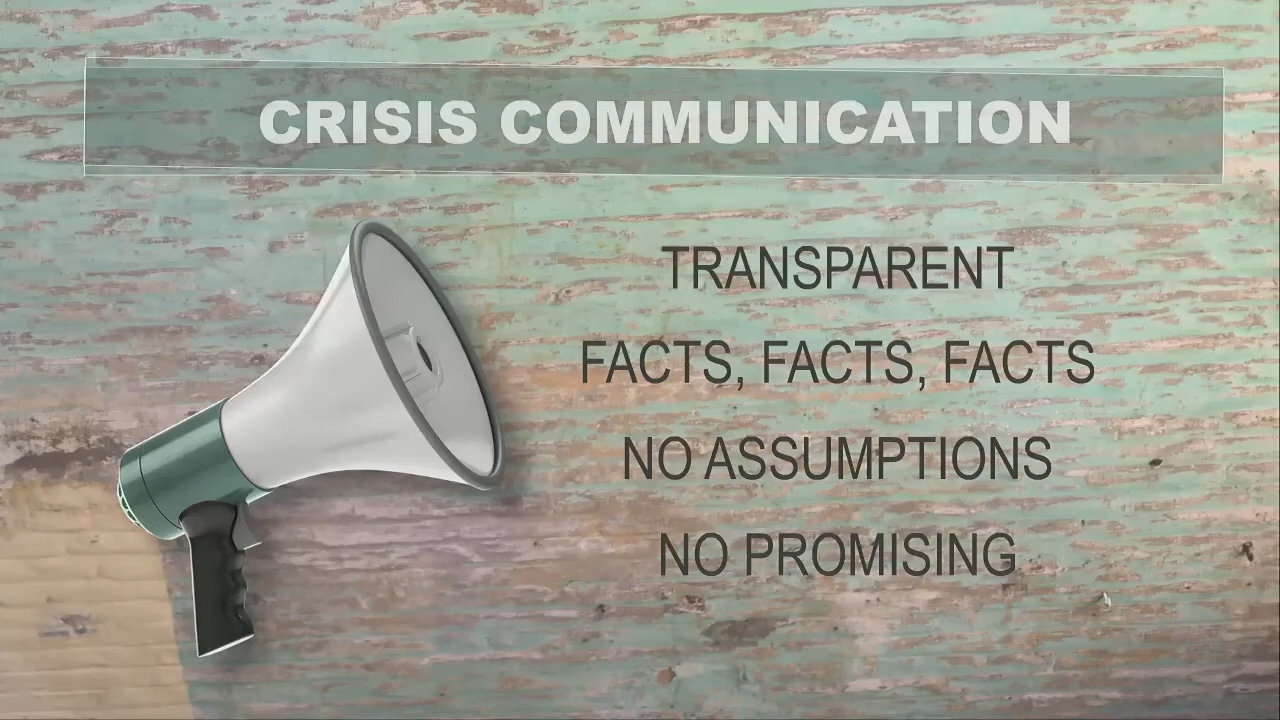 CRISIS COMMUNICATION
TRANSPARENT
FACTS, FACTS, FACTS
NO ASSUMPTIONS
NO PROMISING